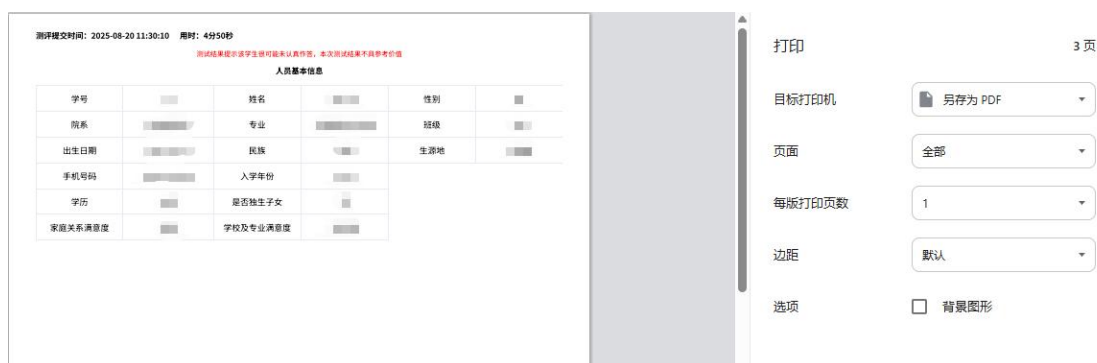 测评提交时间：2025-08-20 11:30:10 用时：4分50秒
测试结果提示该学生很可能未认真作答，本次测试结果不具参考价值
人员基本信息
学号 姓名 性别
院系 专业 班级
出生日期 民族 生源地
手机号码 入学年份
学历 是否独生子女
家庭关系满意度 学校及专业满意度
打印 3 页
目标打印机 另存为 PDF
页面 全部
每版打印页数 1
边距 默认
选项 背景图形